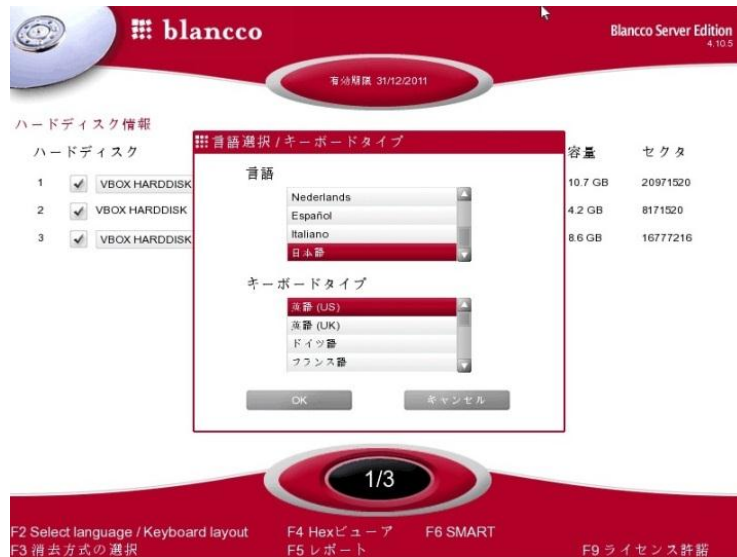 blancco
Blancco Server Edition
4.10.5
有効期限 31/12/2011
ハードディスク情報
ハードディスク 容量 セクタ
1 VBOX HARDDISK 10.7 GB 20971520
2 VBOX HARDDISK 4.2 GB 8171520
3 VBOX HARDDISK 8.6 GB 16777216
言語選択 / キーボードタイプ
言語
Nederlands
Español
Italiano
日本語
キーボードタイプ
英語 (US)
英語 (UK)
ドイツ語
フランス語
OK キャンセル
1/3
F2 Select language / Keyboard layout F4 Hexビューア F6 SMART
F3 消去方式の選択 F5 レポート F9 ライセンス許諾